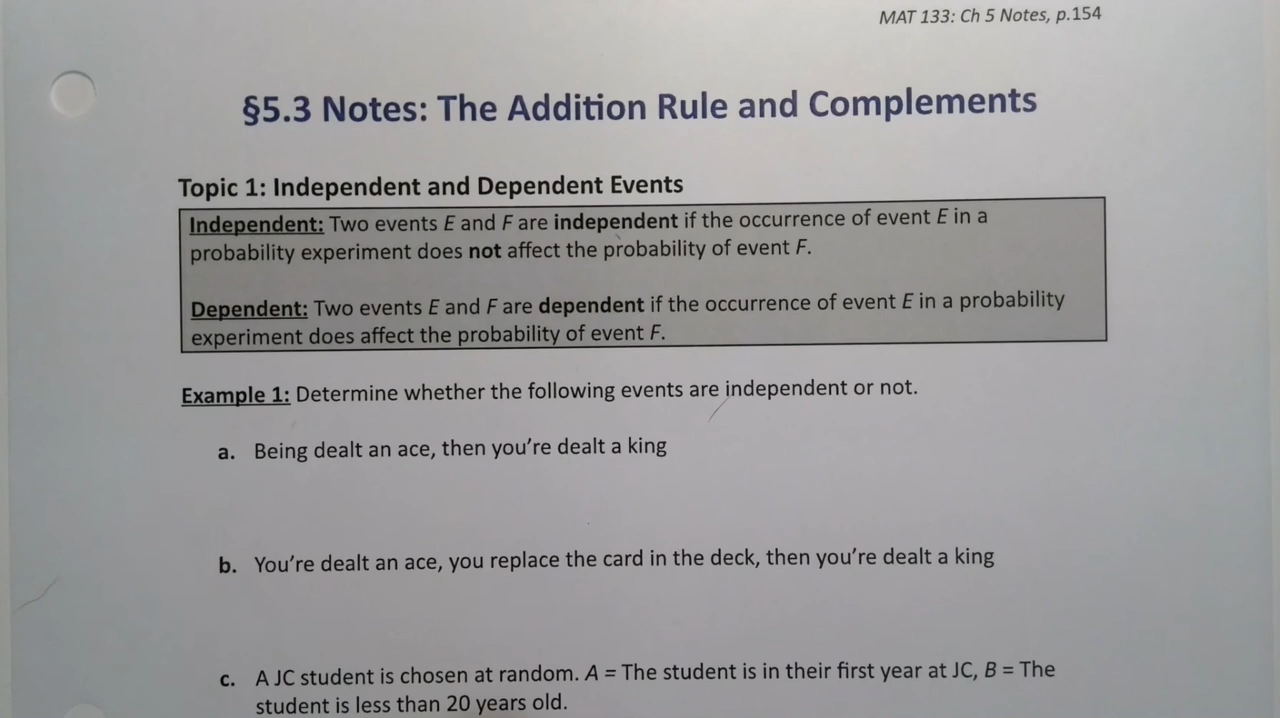 MAT 133: Ch 5 Notes, p.154
§5.3 Notes: The Addition Rule and Complements
Topic 1: Independent and Dependent Events
Independent: Two events E and F are independent if the occurrence of event E in a
probability experiment does not affect the probability of event F.
Dependent: Two events E and F are dependent if the occurrence of event E in a probability
experiment does affect the probability of event F.
Example 1: Determine whether the following events are independent or not.
a. Being dealt an ace, then you’re dealt a king
b. You’re dealt an ace, you replace the card in the deck, then you’re dealt a king
c. A JC student is chosen at random. A = The student is in their first year at JC, B = The
student is less than 20 years old.